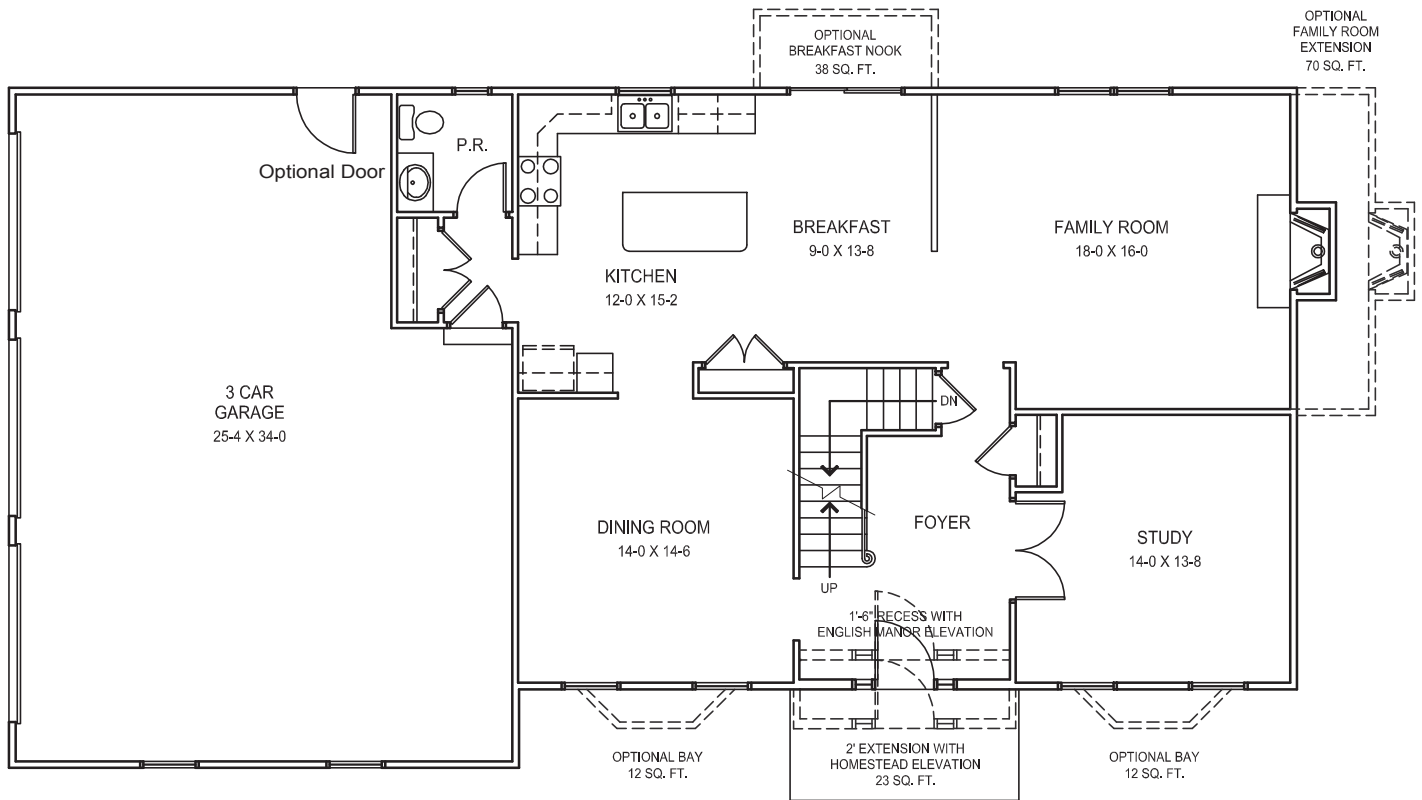 OPTIONAL
BREAKFAST NOOK
38 SQ. FT.
OPTIONAL
FAMILY ROOM
EXTENSION
70 SQ. FT.
Optional Door
P.R.
KITCHEN
12-0 X 15-2
BREAKFAST
9-0 X 13-8
FAMILY ROOM
18-0 X 16-0
3 CAR
GARAGE
25-4 X 34-0
DN
DINING ROOM
14-0 X 14-6
FOYER
STUDY
14-0 X 13-8
UP
1'-6" RECESS WITH
ENGLISH MANOR ELEVATION
OPTIONAL BAY
12 SQ. FT.
2' EXTENSION WITH
HOMESTEAD ELEVATION
23 SQ. FT.
OPTIONAL BAY
12 SQ. FT.